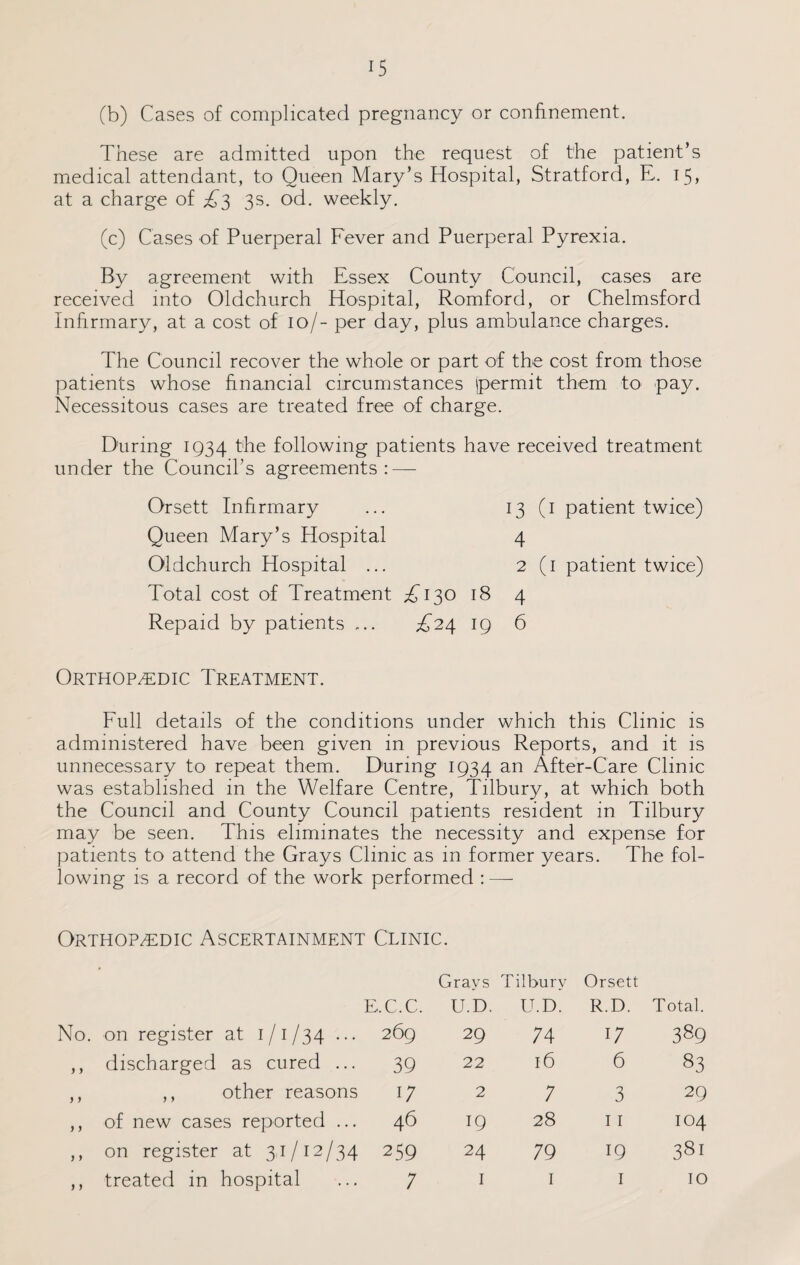 15
(b) Cases of complicated pregnancy or confinement.
These are admitted upon the request of the patient's
medical attendant, to Queen Mary's Hospital, Stratford, E. 15,
at a charge of £3 3s. od. weekly.
(c) Cases of Puerperal Fever and Puerperal Pyrexia.
By agreement with Essex County Council, cases are
received into Oldchurch Hospital, Romford, or Chelmsford
Infirmary, at a cost of 10/- per day, plus ambulance charges.
The Council recover the whole or part of the cost from those
patients whose financial circumstances permit them to pay.
Necessitous cases are treated free of charge.
During 1934 the following patients have received treatment
under the Council's agreements : —
Orsett Infirmary ... 13 (1 patient twice)
Queen Mary's Hospital 4
Oldchurch Hospital ... 2 (1 patient twice)
Total cost of Treatment £130 18 4
Repaid by patients ... £24 19 6
ORTHOPÆDIC TREATMENT.
Full details of the conditions under which this Clinic is
administered have been given in previous Reports, and it is
unnecessary to repeat them. During 1934 an After-Care Clinic
was established in the Welfare Centre, Tilbury, at which both
the Council and County Council patients resident in Tilbury
may be seen. This eliminates the necessity and expense for
patients to attend the Grays Clinic as in former years. The fol-
lowing is a record of the work performed : —
ORTHOPÆDIC ASCERTAINMENT CLINIC.
Grays Tilbury Orsett
E.C.C. U.D. U.D. R.D. Total.
No. on register at 1/1/34 ... 269 29 74 17 389
,, discharged as cured ... 39 22 16 6 83
,, ,, other reasons 17 2 7 3 29
,, of new cases reported ... 46 19 28 11 104
,, on register at 31/12/34 259 24 79 19 381
,, treated in hospital ... 7 1 1 1 10